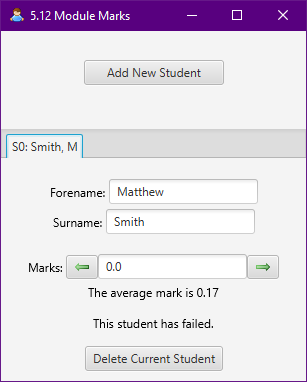 5.12 Module Marks
Add New Student
S0: Smith, M
Forename: Matthew
Surname: Smith
Marks: 0.0
The average mark is 0.17
This student has failed.
Delete Current Student